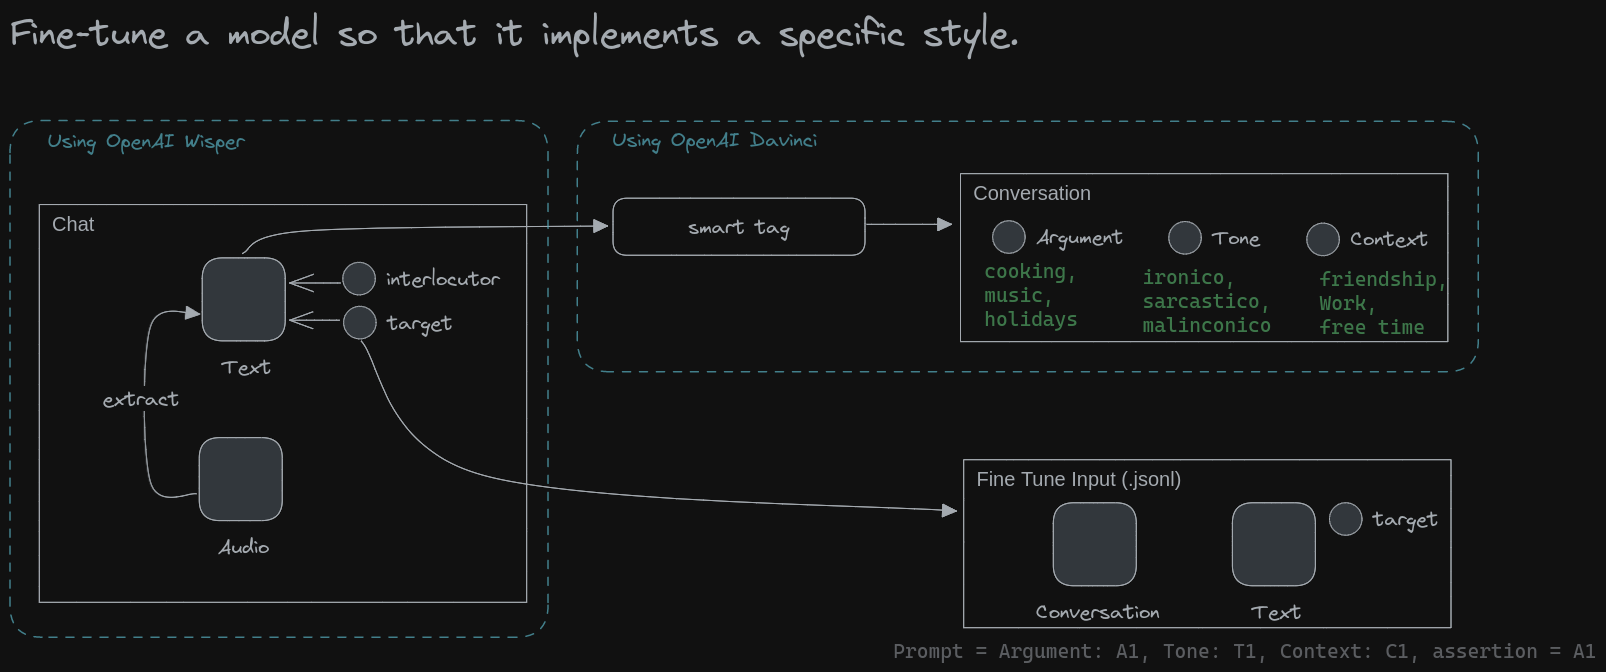 Fine-tune a model so that it implements a specific style.
Using OpenAI Wisper
Chat
interlocutor
target
Text
extract
Audio
Using OpenAI Davinci
smart tag
Conversation
Argument
cooking,
music,
holidays
Tone
ironico,
sarcastico,
malinconico
Context
friendship,
Work,
free time
Fine Tune Input (.jsonl)
target
Conversation
Text
Prompt = Argument: A1, Tone: T1, Context: C1, assertion = A1